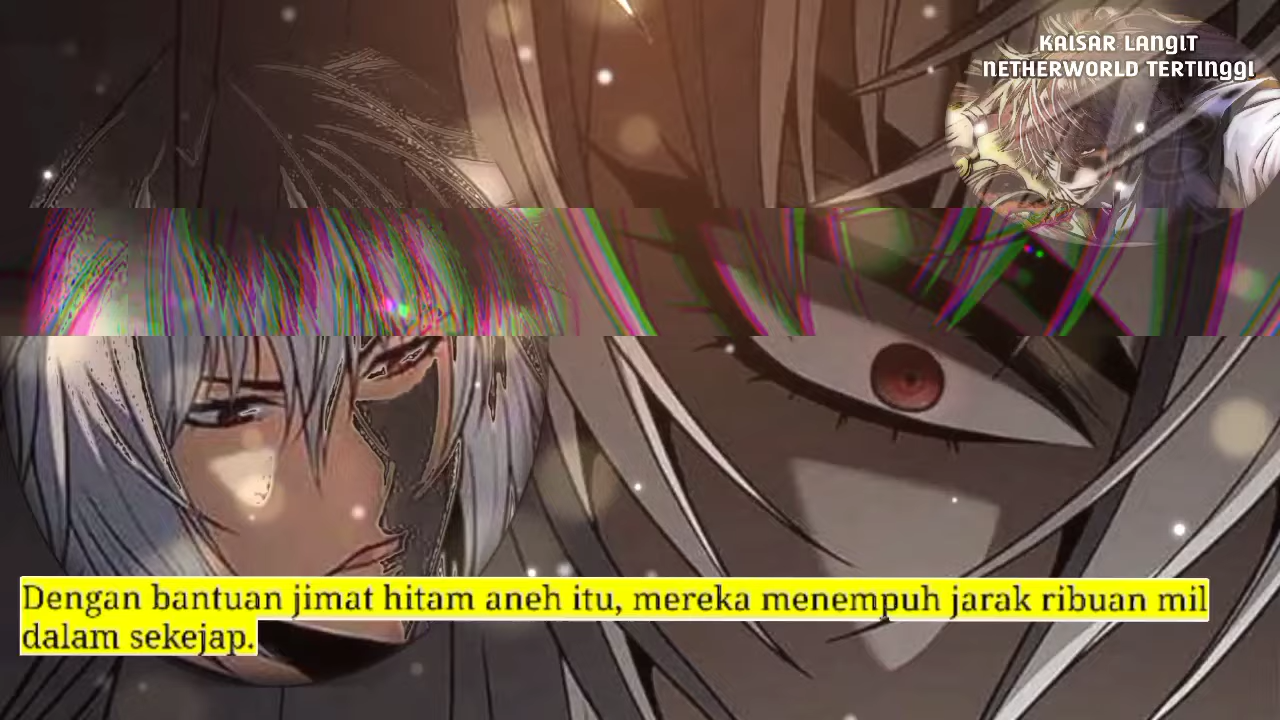 KAISAR LANGIT
NETHERWORLD TERTINGGI
Dengan bantuan jimat hitam aneh itu, mereka menempuh jarak ribuan mil
dalam sekejap.